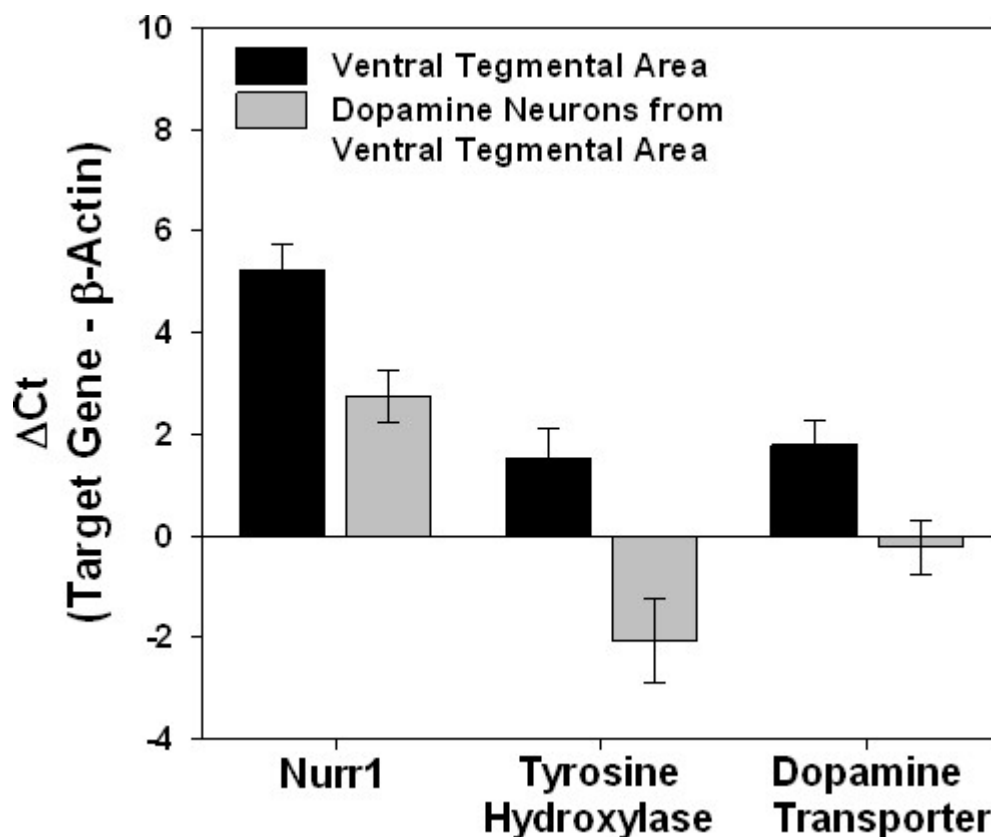 ΔCt
(Target Gene - β-Actin)
10
8
6
4
2
0
-2
-4
Ventral Tegmental Area
Dopamine Neurons from
Ventral Tegmental Area
Nurr1
Tyrosine
Hydroxylase
Dopamine
Transporter